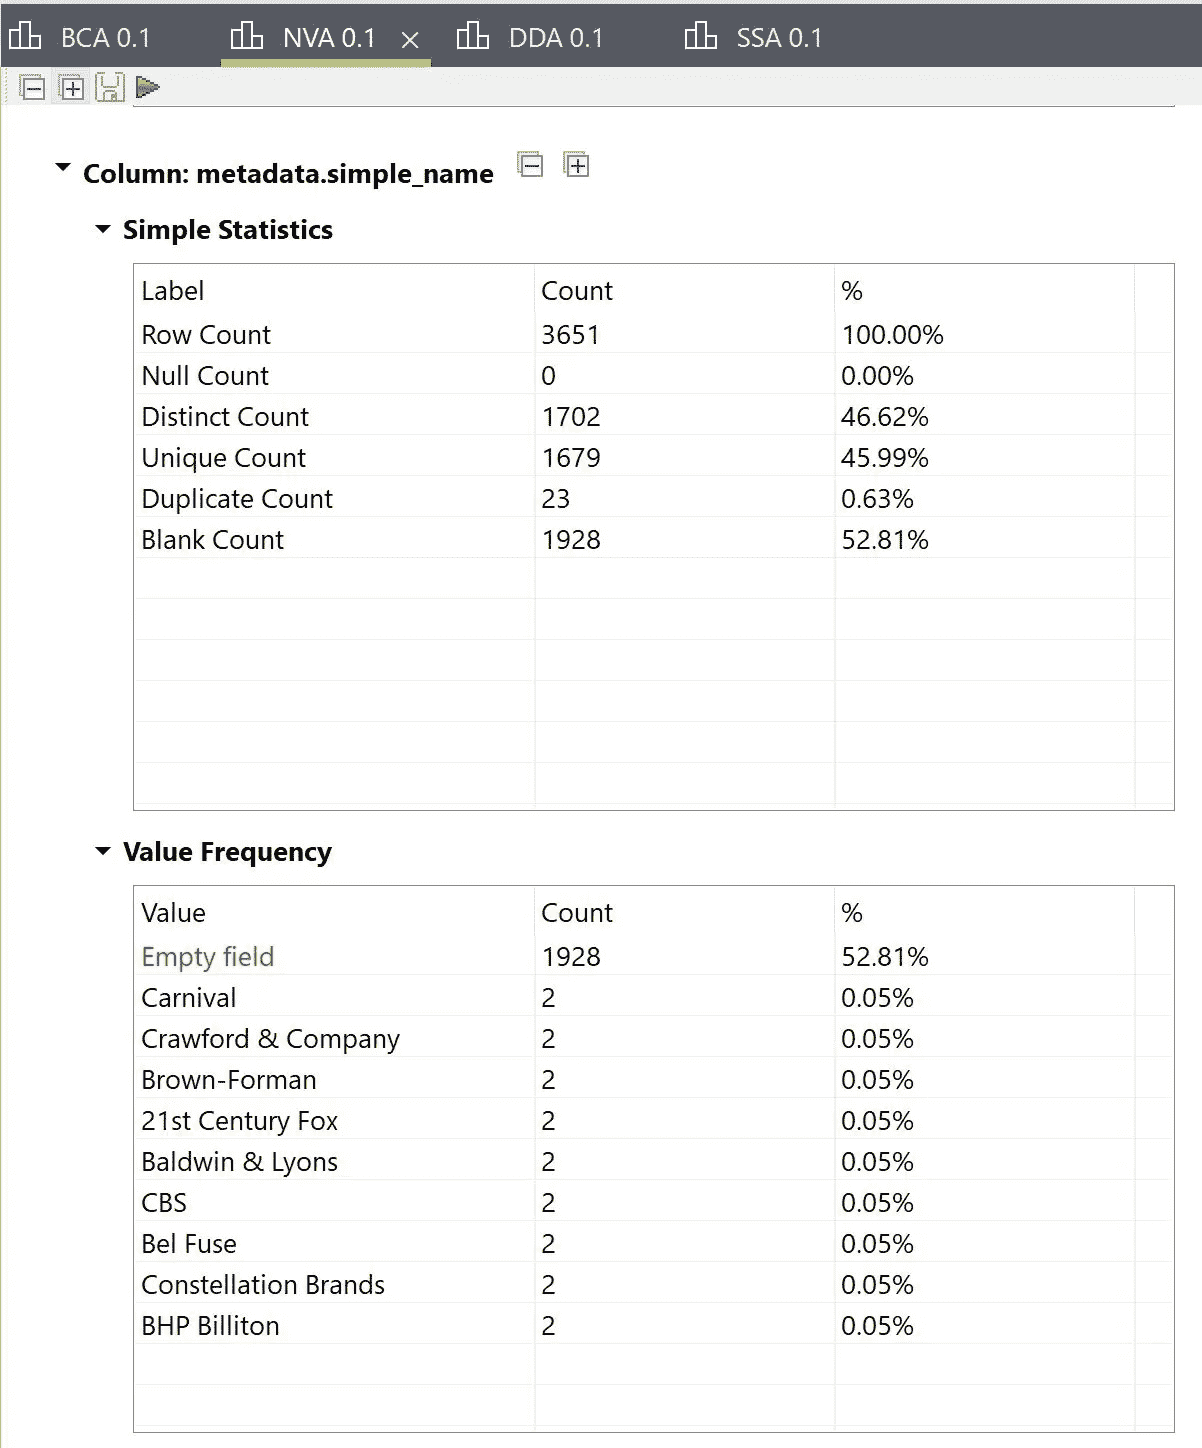 BCA 0.1 NVA 0.1 DDA 0.1 SSA 0.1
Column: metadata.simple_name
Simple Statistics
Label Count %
Row Count 3651 100.00%
Null Count 0 0.00%
Distinct Count 1702 46.62%
Unique Count 1679 45.99%
Duplicate Count 23 0.63%
Blank Count 1928 52.81%
Value Frequency
Value Count %
Empty field 1928 52.81%
Carnival 2 0.05%
Crawford & Company 2 0.05%
Brown-Forman 2 0.05%
21st Century Fox 2 0.05%
Baldwin & Lyons 2 0.05%
CBS 2 0.05%
Bel Fuse 2 0.05%
Constellation Brands 2 0.05%
BHP Billiton 2 0.05%